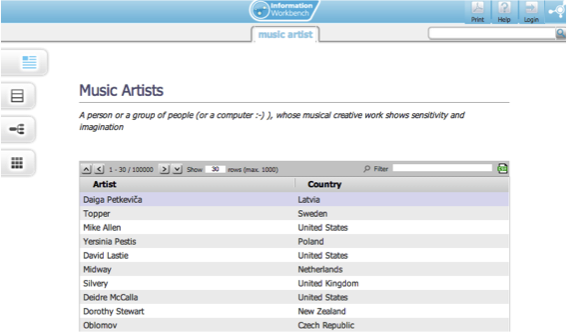 Information
Workbench
Print Help Login
music artist
Music Artists
A person or a group of people (or a computer :-) ), whose musical creative work shows sensitivity and
imagination
1 - 30 / 100000 Show 30 rows (max. 1000) Filter
Artist Country
Daiga Petkeviča Latvia
Topper Sweden
Mike Allen United States
Yersinia Pestis Poland
David Lastie United States
Midway Netherlands
Silvery United Kingdom
Deidre McCalla United States
Dorothy Stewart New Zealand
Oblomov Czech Republic